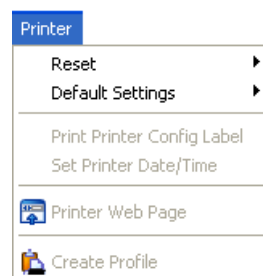 Printer
Reset
Default Settings
Print Printer Config Label
Set Printer Date/Time
Printer Web Page
Create Profile